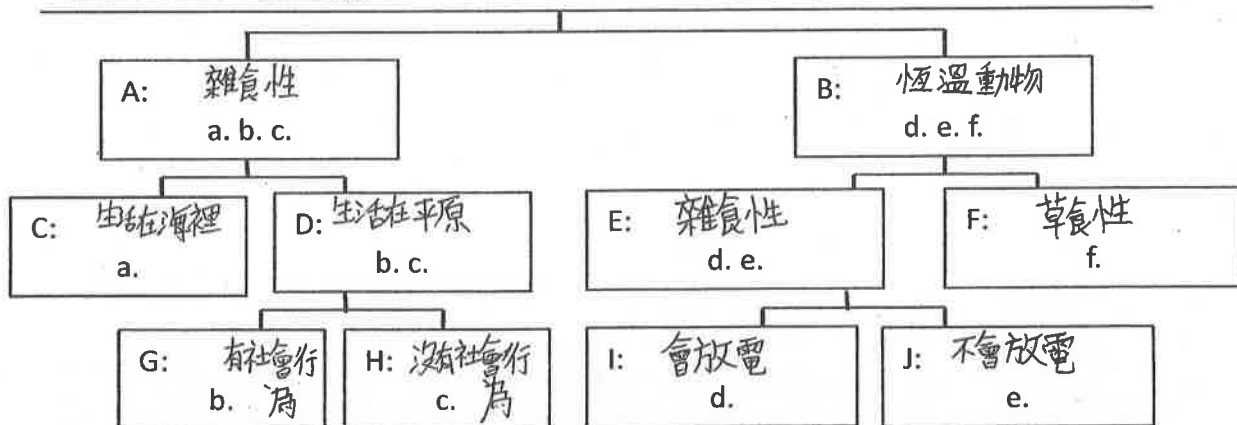 A: 雜食性
a. b. c.
B: 恆溫動物
d. e. f.
C: 生活在海裡
a.
D: 生活在平原
b. c.
E: 雜食性
d. e.
F: 草食性
f.
G: 有社會行
b. 為
H: 沒有社會行
c. 為
I: 會放電
d.
J: 不會放電
e.